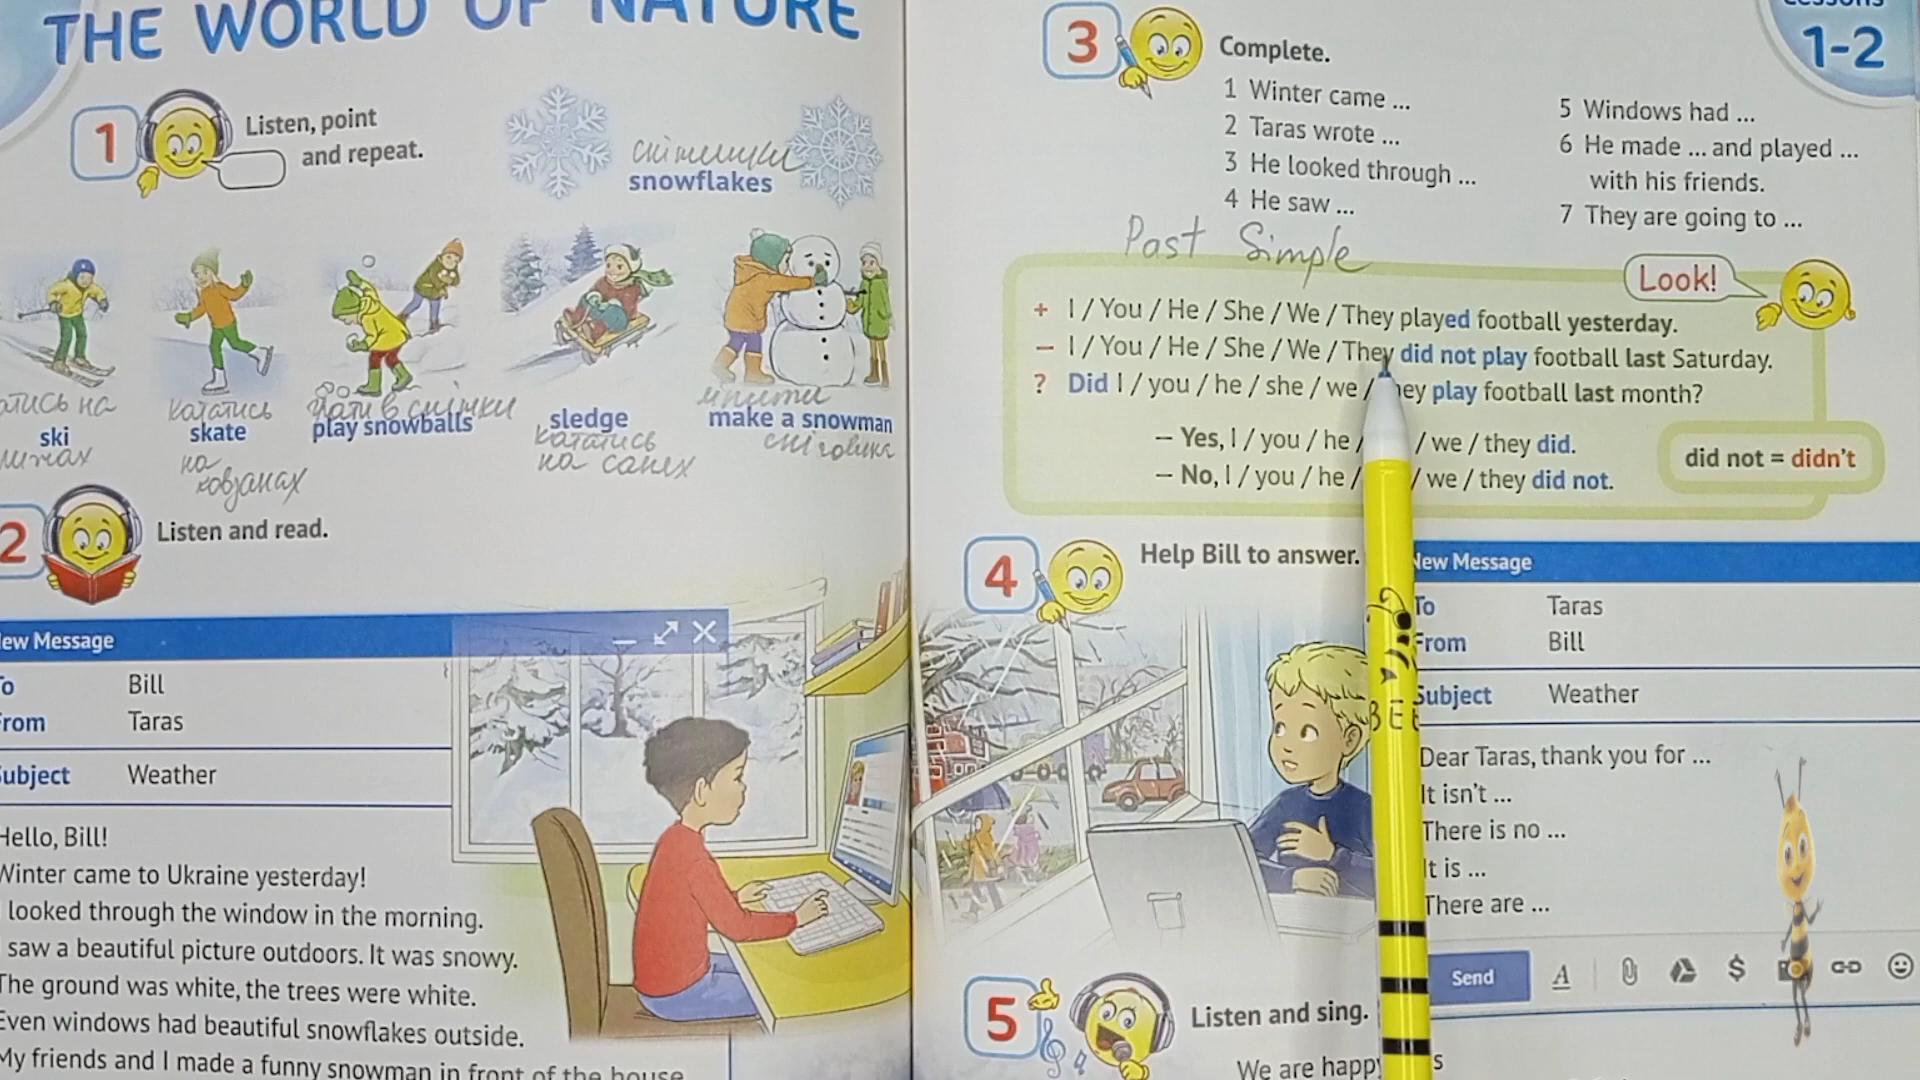 THE WORLD OF NATURE
1 Listen, point
and repeat.
сніжинки
snowflakes
ски на
ski
лижах
кататись
skate
на
ковзанах
грати в сніжки
play snowballs
sledge
кататись
на санях
ліпити
make a snowman
сніговика
2 Listen and read.
New Message
To Bill
From Taras
Subject Weather
Hello, Bill!
Winter came to Ukraine yesterday!
looked through the window in the morning.
saw a beautiful picture outdoors. It was snowy.
The ground was white, the trees were white.
Even windows had beautiful snowflakes outside.
My friends and I made a funny snowman in front of the house
Lessons
1-2
3 Complete.
1 Winter came ...
2 Taras wrote ...
3 He looked through ...
4 He saw ...
5 Windows had ...
6 He made ... and played ...
with his friends.
7 They are going to ...
Past Simple
Look!
+ I / You / He / She / We / They played football yesterday.
– I / You / He / She / We / They did not play football last Saturday.
? Did I / you / he / she / we / they play football last month?
– Yes, I / you / he / / we / they did.
– No, I / you / he / / we / they did not.
did not = didn't
4 Help Bill to answer.
New Message
To Taras
From Bill
Subject Weather
Dear Taras, thank you for ...
It isn't ...
There is no ...
It is ...
There are ...
Send A $
BEE
5 Listen and sing.
We are happy